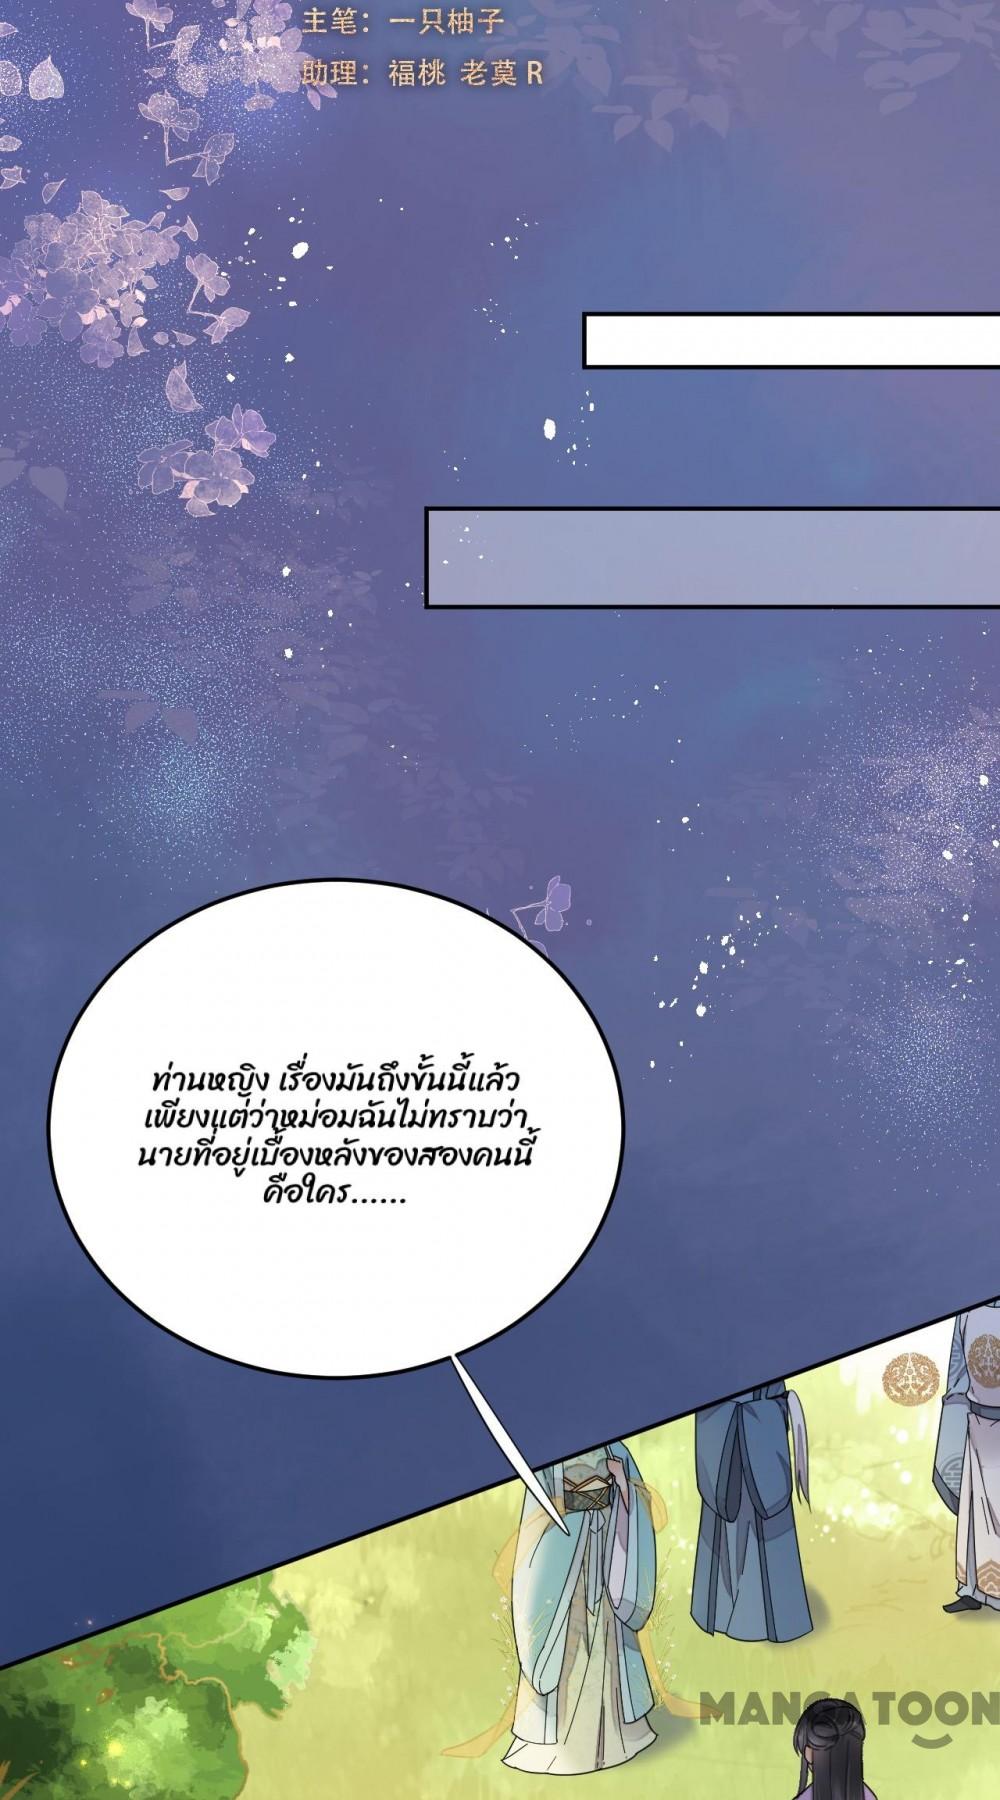 主笔：一只柚子
助理：福桃 老莫 R
ท่านหญิง เรื่องมันถึงขั้นนี้แล้ว
เพียงแต่ว่าหม่อมฉันไม่ทราบว่า
นายที่อยู่เบื้องหลังของสองคนนี้
คือใคร......
MANGATOON